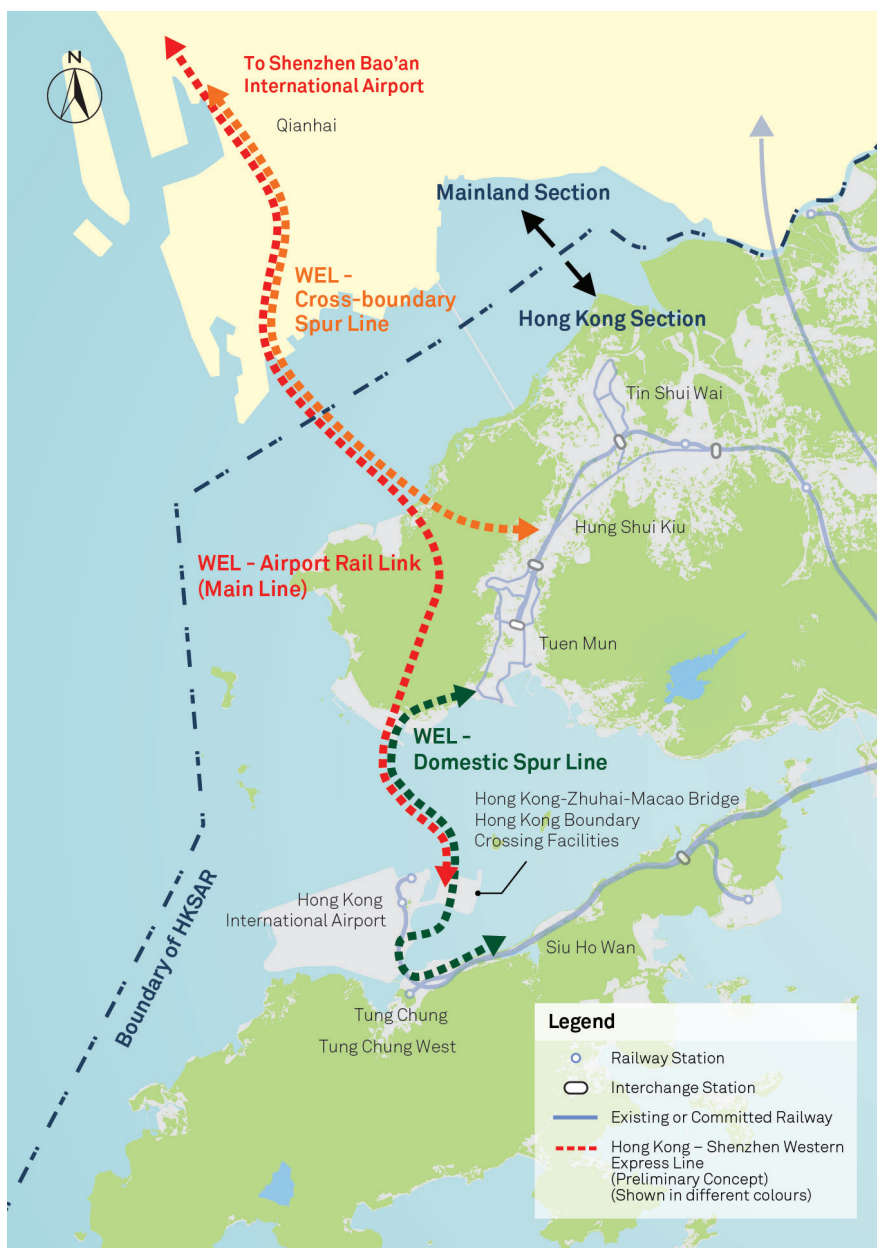 N
To Shenzhen Bao'an
International Airport
Qianhai
Mainland Section
WEL -
Cross-boundary
Spur Line
Hong Kong Section
Tin Shui Wai
Hung Shui Kiu
WEL - Airport Rail Link
(Main Line)
Tuen Mun
WEL -
Domestic Spur Line
Hong Kong-Zhuhai-Macao Bridge
Hong Kong Boundary
Crossing Facilities
Hong Kong
International Airport
Boundary of HKSAR
Siu Ho Wan
Tung Chung
Tung Chung West
Legend
Railway Station
Interchange Station
Existing or Committed Railway
Hong Kong – Shenzhen Western
Express Line
(Preliminary Concept)
(Shown in different colours)